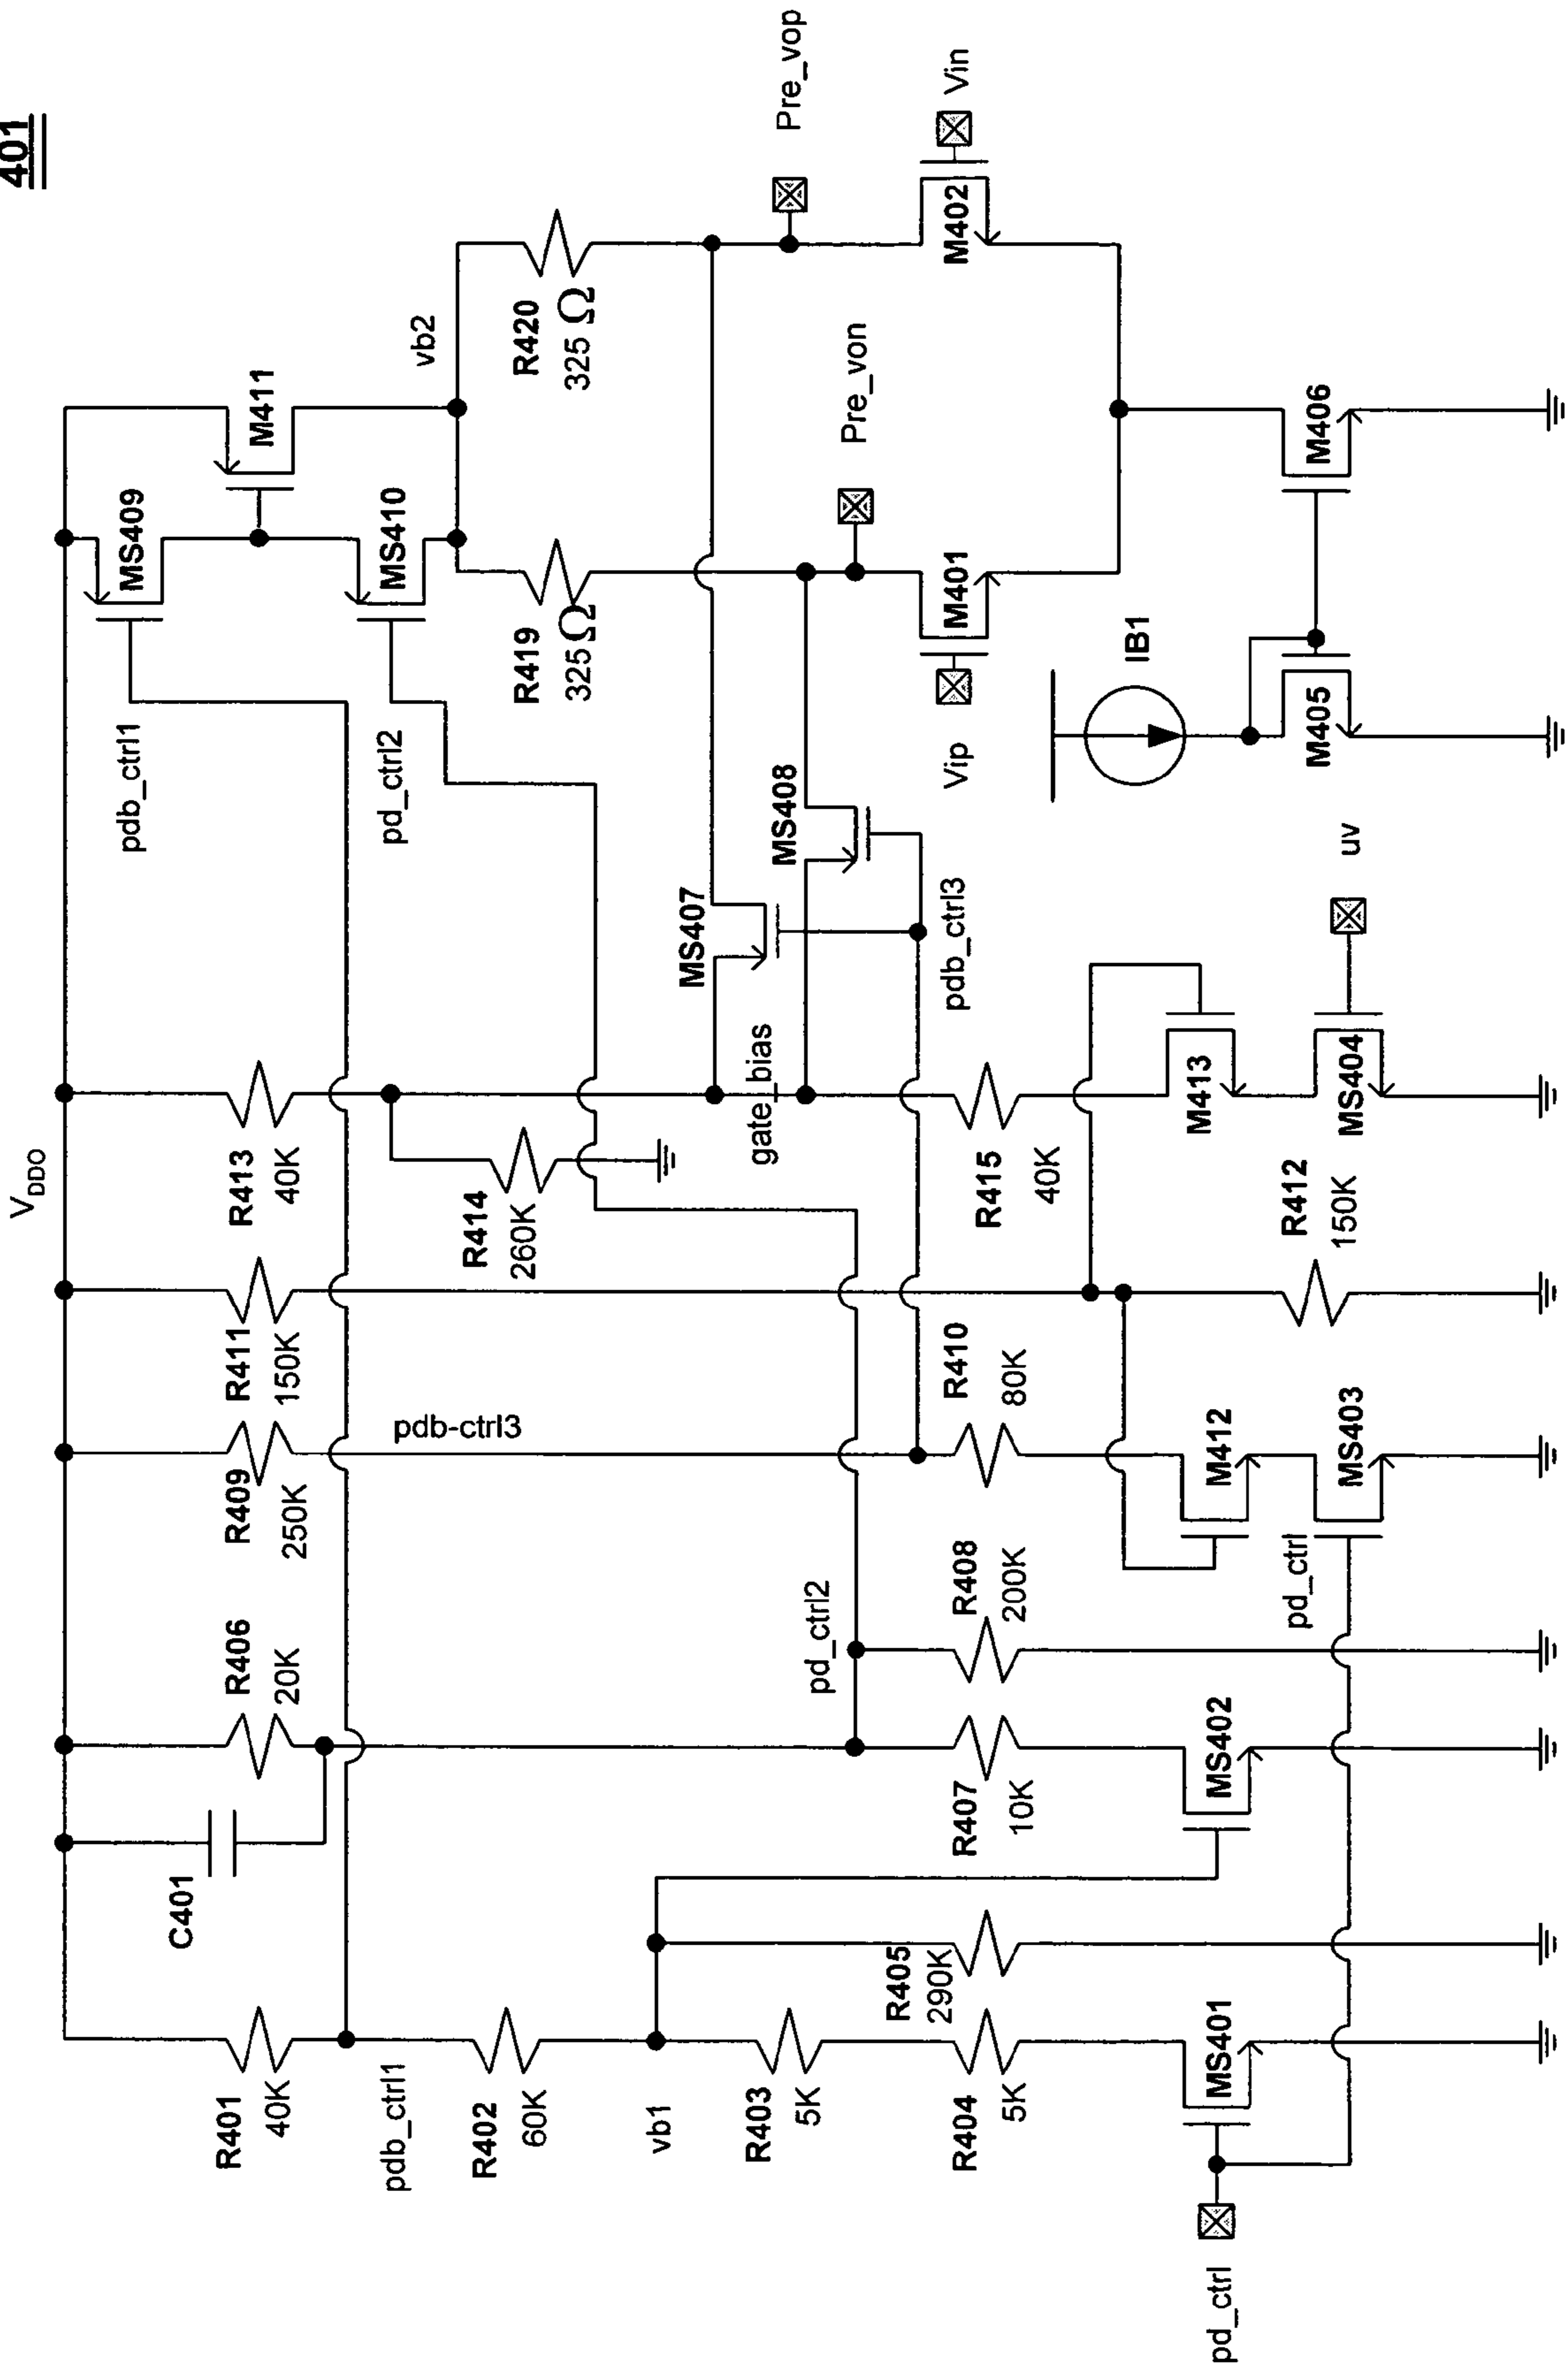 401
V_DDO
pdb_ctrl1
pd_ctrl2
MS409
MS410
M411
vb2
R419
325 Ω
R420
325 Ω
Pre_vop
Pre_von
Vin
M402
M401
Vip
IB1
M405
M406
R401
40K
C401
R406
20K
R409
250K
R411
150K
R413
40K
R414
260K
pdb-ctrl3
MS407
MS408
gate_bias
pdb_ctrl3
pdb_ctrl1
R402
60K
vb1
R403
5K
R404
5K
R405
290K
pd_ctrl2
R407
10K
R408
200K
R410
80K
R415
40K
R412
150K
MS401
MS402
M412
MS403
pd_ctrl
M413
MS404
uv
pd_ctrl